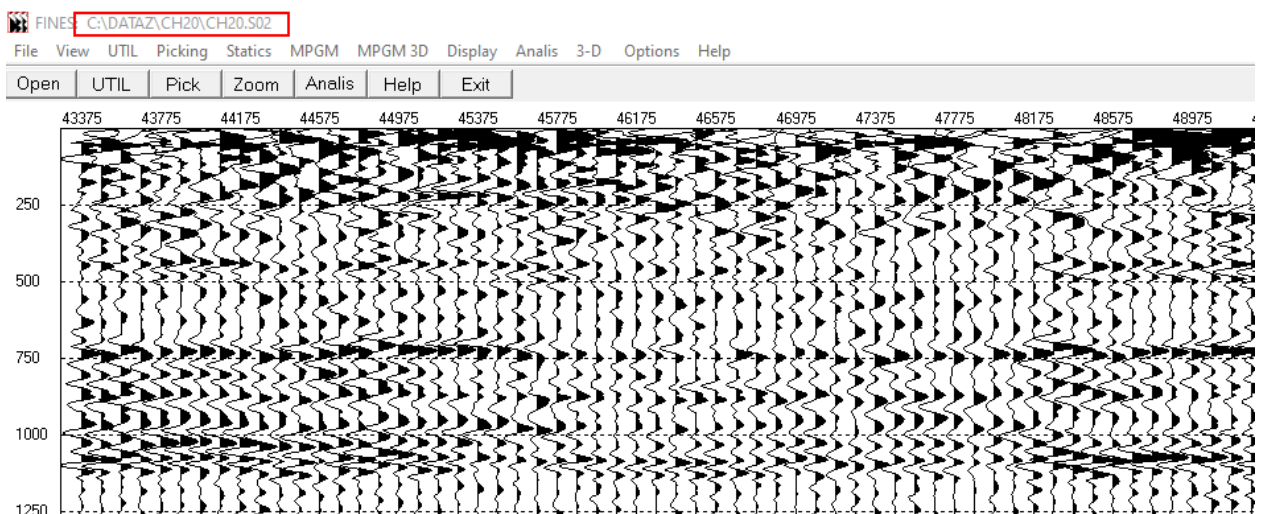 FINES: C:\DATAZ\CH20\CH20.S02
File View UTIL Picking Statics MPGM MPGM 3D Display Analis 3-D Options Help
Open UTIL Pick Zoom Analis Help Exit
43375 43775 44175 44575 44975 45375 45775 46175 46575 46975 47375 47775 48175 48575 48975
250
500
750
1000
1250